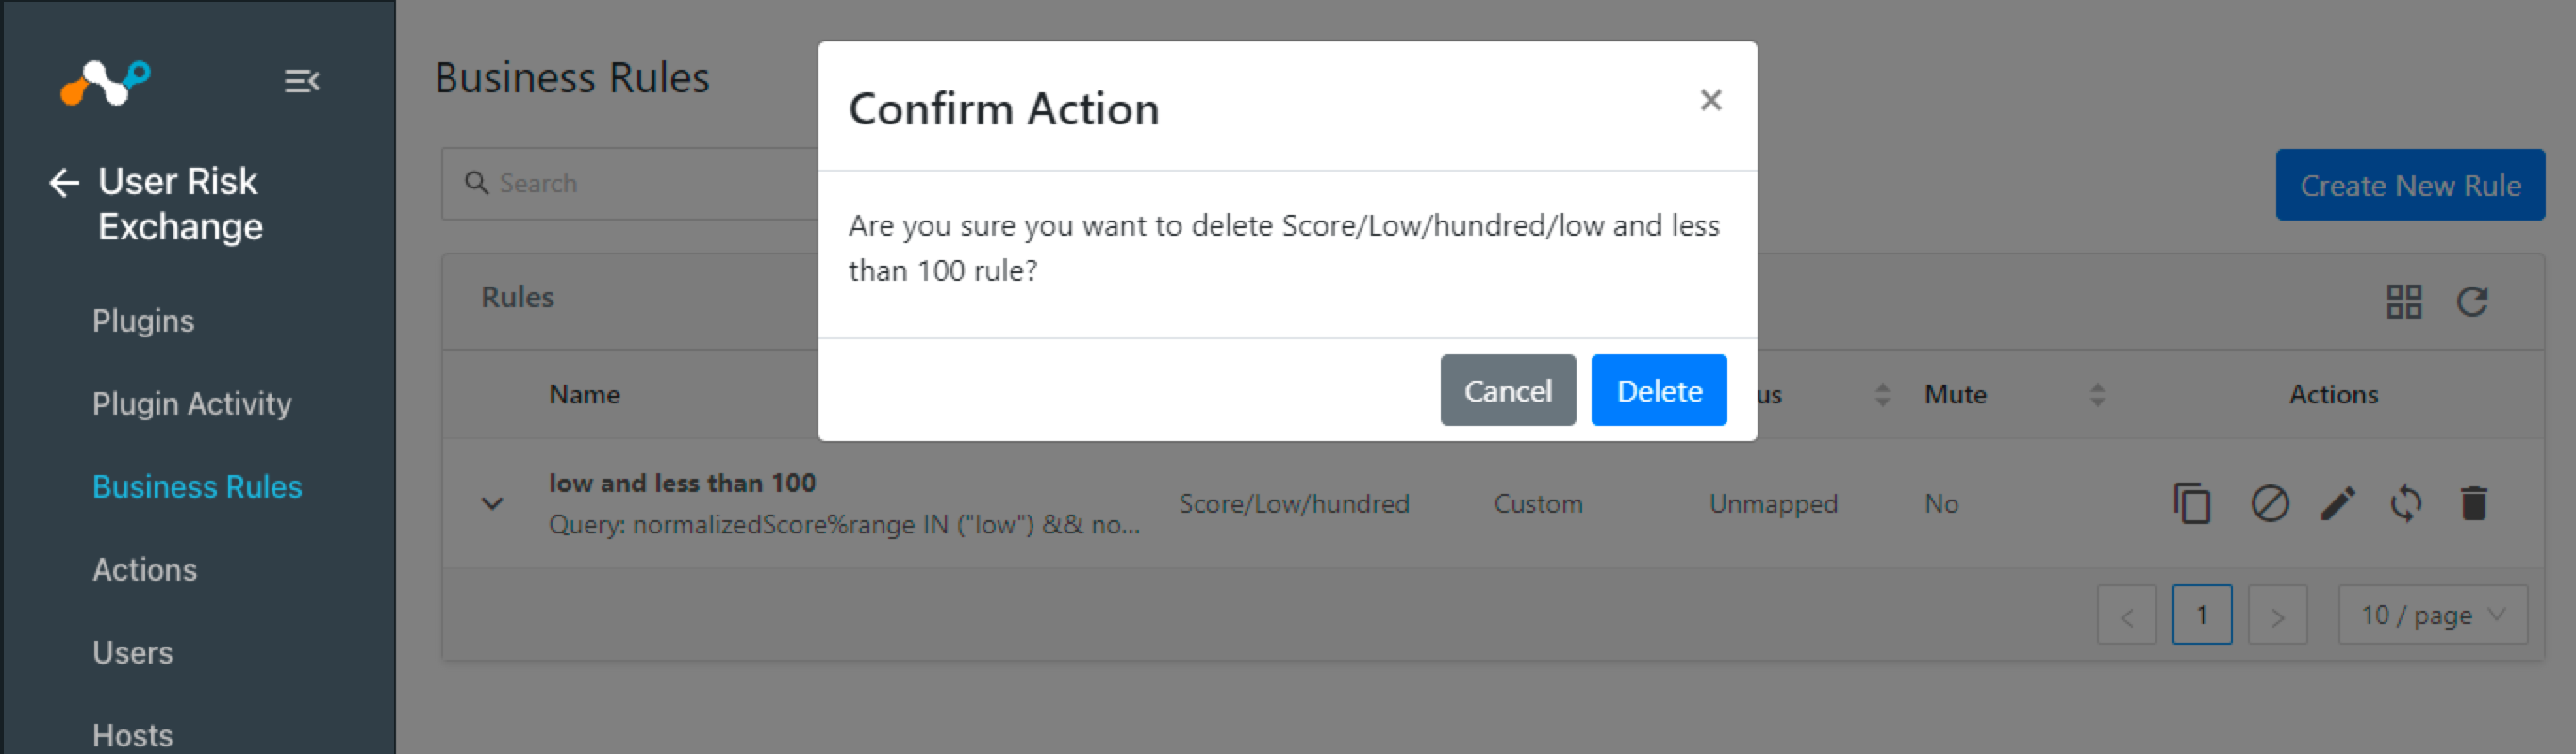 User Risk
Exchange
Plugins
Plugin Activity
Business Rules
Actions
Users
Hosts
Business Rules
Search
Create New Rule
Rules
Name
us
Mute
Actions
low and less than 100
Query: normalizedScore%range IN ("low") && no...
Score/Low/hundred
Custom
Unmapped
No
<
1
>
10 / page
Confirm Action
×
Are you sure you want to delete Score/Low/hundred/low and less
than 100 rule?
Cancel
Delete